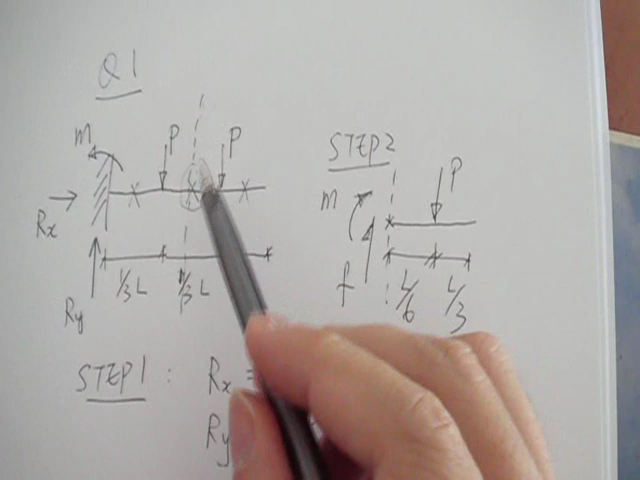 Q1
m
P
P
Rx
Ry
1/3 L
1/3 L
STEP 2
m
P
f
L/6
L/3
STEP 1 : Rx =
Ry